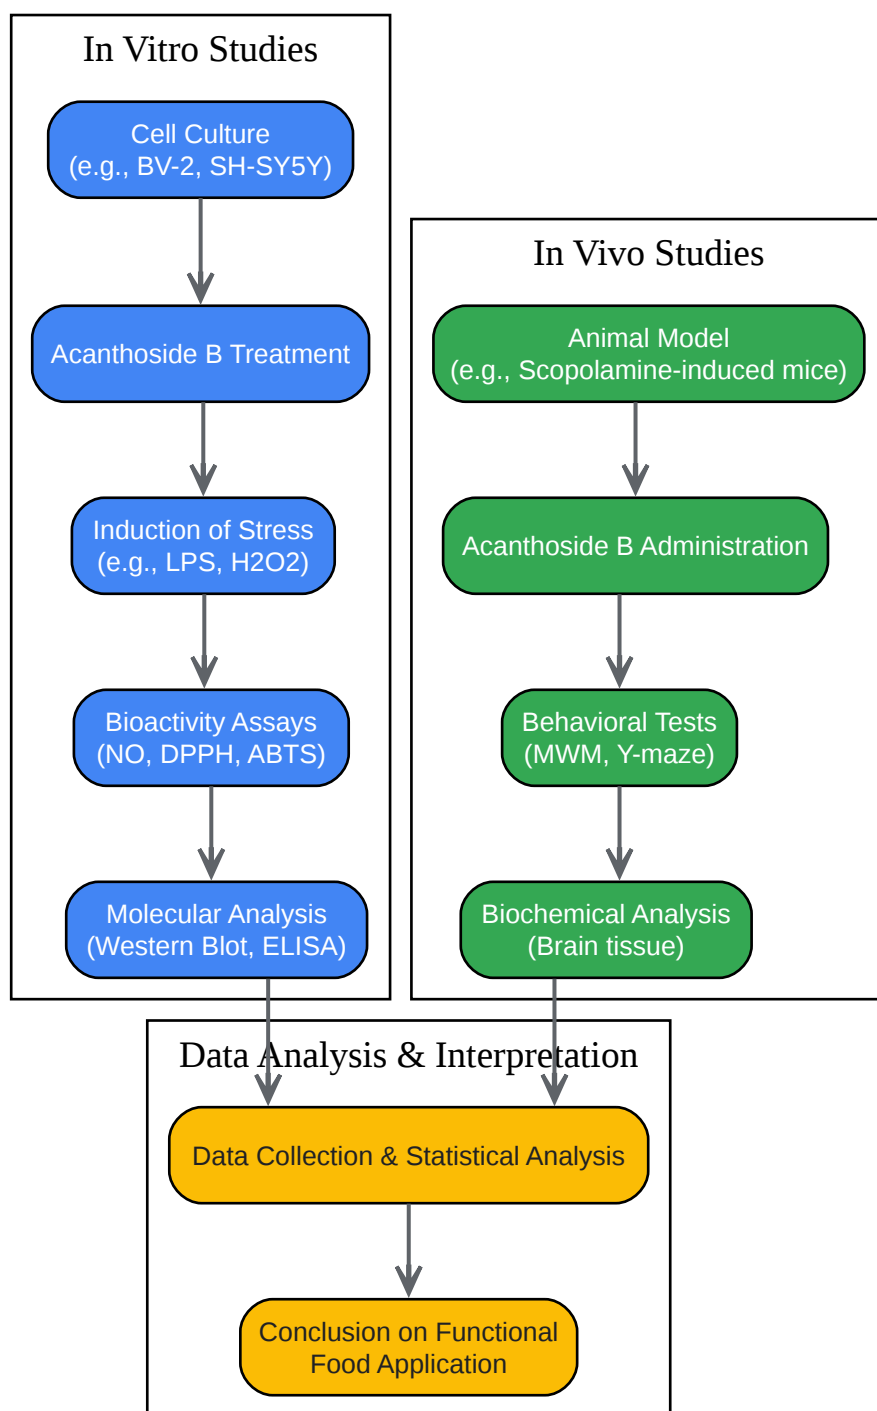 In Vitro Studies
Cell Culture
(e.g., BV-2, SH-SY5Y)
Acanthoside B Treatment
Induction of Stress
(e.g., LPS, H2O2)
Bioactivity Assays
(NO, DPPH, ABTS)
Molecular Analysis
(Western Blot, ELISA)
In Vivo Studies
Animal Model
(e.g., Scopolamine-induced mice)
Acanthoside B Administration
Behavioral Tests
(MWM, Y-maze)
Biochemical Analysis
(Brain tissue)
Data Analysis & Interpretation
Data Collection & Statistical Analysis
Conclusion on Functional
Food Application